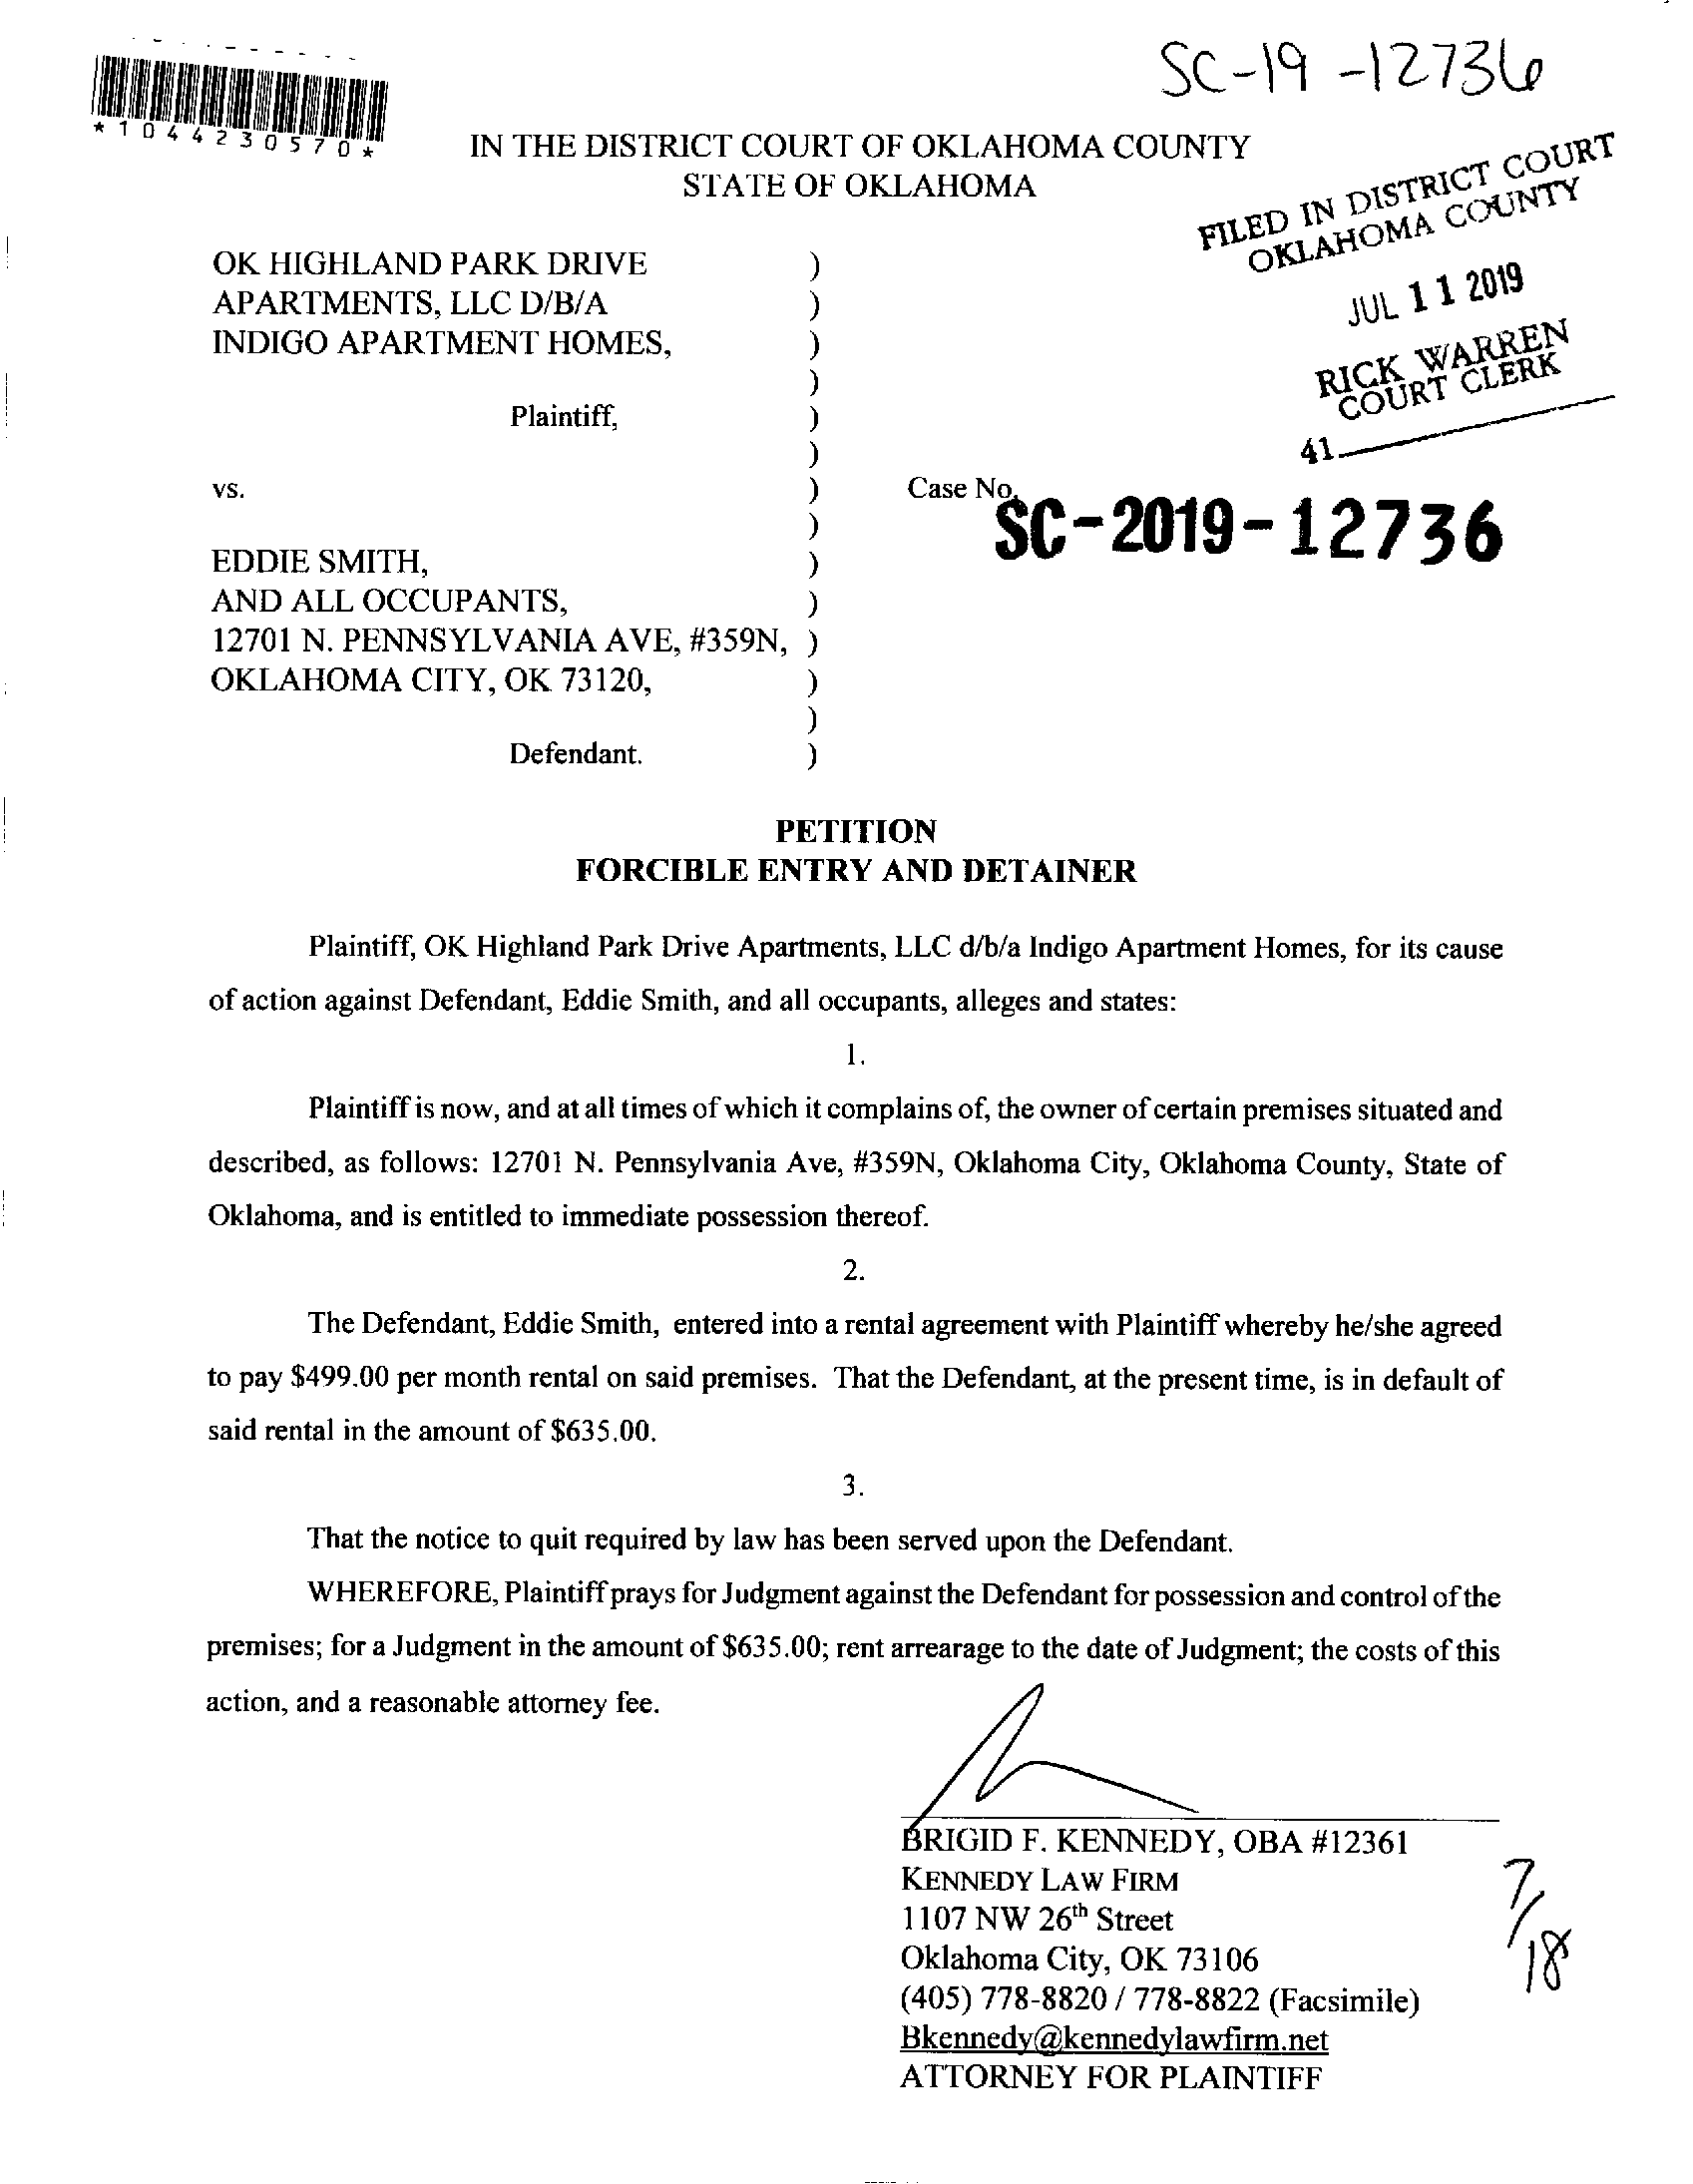 SC-19-12736
*1044230570*
IN THE DISTRICT COURT OF OKLAHOMA COUNTY
STATE OF OKLAHOMA
FILED IN DISTRICT COURT
OKLAHOMA COUNTY
JUL 11 2019
RICK WARREN
COURT CLERK
41
OK HIGHLAND PARK DRIVE )
APARTMENTS, LLC D/B/A )
INDIGO APARTMENT HOMES, )
)
Plaintiff, )
)
vs. ) Case No.
SC-2019-12736
)
EDDIE SMITH, )
AND ALL OCCUPANTS, )
12701 N. PENNSYLVANIA AVE, #359N, )
OKLAHOMA CITY, OK 73120, )
)
Defendant. )
PETITION
FORCIBLE ENTRY AND DETAINER
Plaintiff, OK Highland Park Drive Apartments, LLC d/b/a Indigo Apartment Homes, for its cause
of action against Defendant, Eddie Smith, and all occupants, alleges and states:
1.
Plaintiff is now, and at all times of which it complains of, the owner of certain premises situated and
described, as follows: 12701 N. Pennsylvania Ave, #359N, Oklahoma City, Oklahoma County, State of
Oklahoma, and is entitled to immediate possession thereof.
2.
The Defendant, Eddie Smith, entered into a rental agreement with Plaintiff whereby he/she agreed
to pay $499.00 per month rental on said premises. That the Defendant, at the present time, is in default of
said rental in the amount of $635.00.
3.
That the notice to quit required by law has been served upon the Defendant.
WHEREFORE, Plaintiff prays for Judgment against the Defendant for possession and control of the
premises; for a Judgment in the amount of $635.00; rent arrearage to the date of Judgment; the costs of this
action, and a reasonable attorney fee.
BRIGID F. KENNEDY, OBA #12361
KENNEDY LAW FIRM
1107 NW 26th Street
Oklahoma City, OK 73106
(405) 778-8820 / 778-8822 (Facsimile)
Bkennedy@kennedylawfirm.net
ATTORNEY FOR PLAINTIFF
7/18